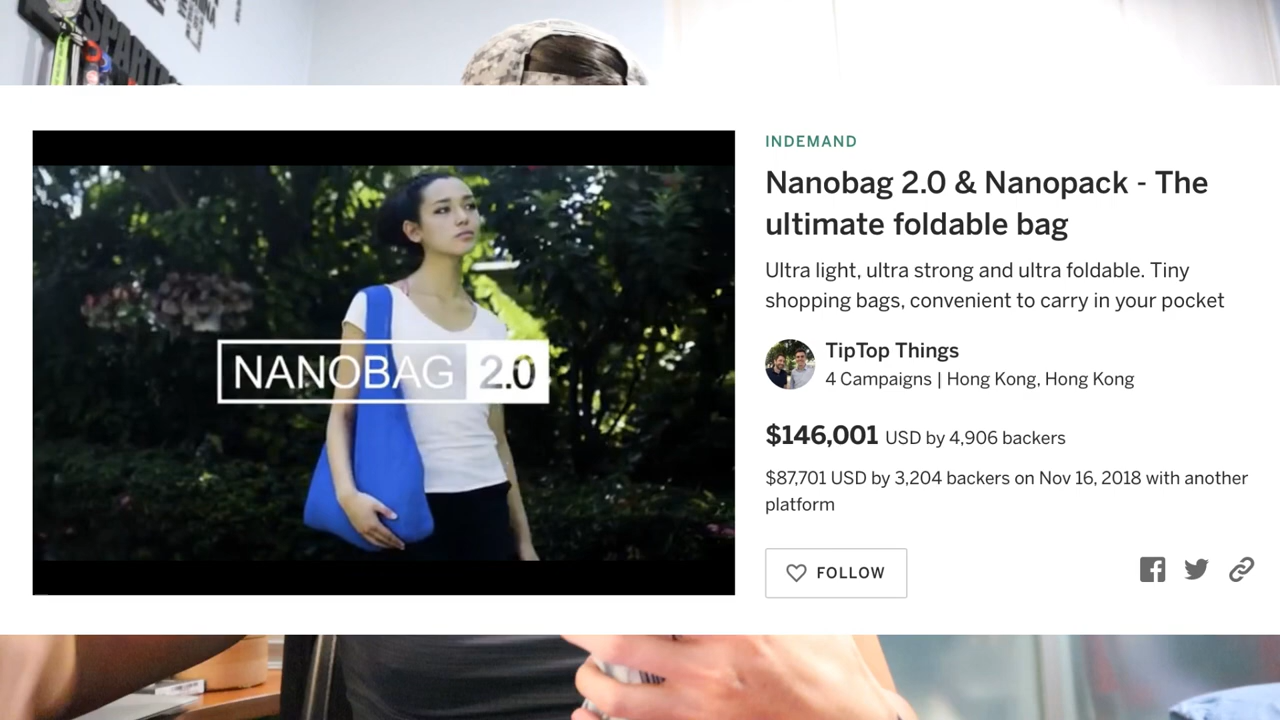 SPARTAN
NANOBAG 2.0
INDEMAND
Nanobag 2.0 & Nanopack - The
ultimate foldable bag
Ultra light, ultra strong and ultra foldable. Tiny
shopping bags, convenient to carry in your pocket
TipTop Things
4 Campaigns | Hong Kong, Hong Kong
$146,001 USD by 4,906 backers
$87,701 USD by 3,204 backers on Nov 16, 2018 with another
platform
FOLLOW